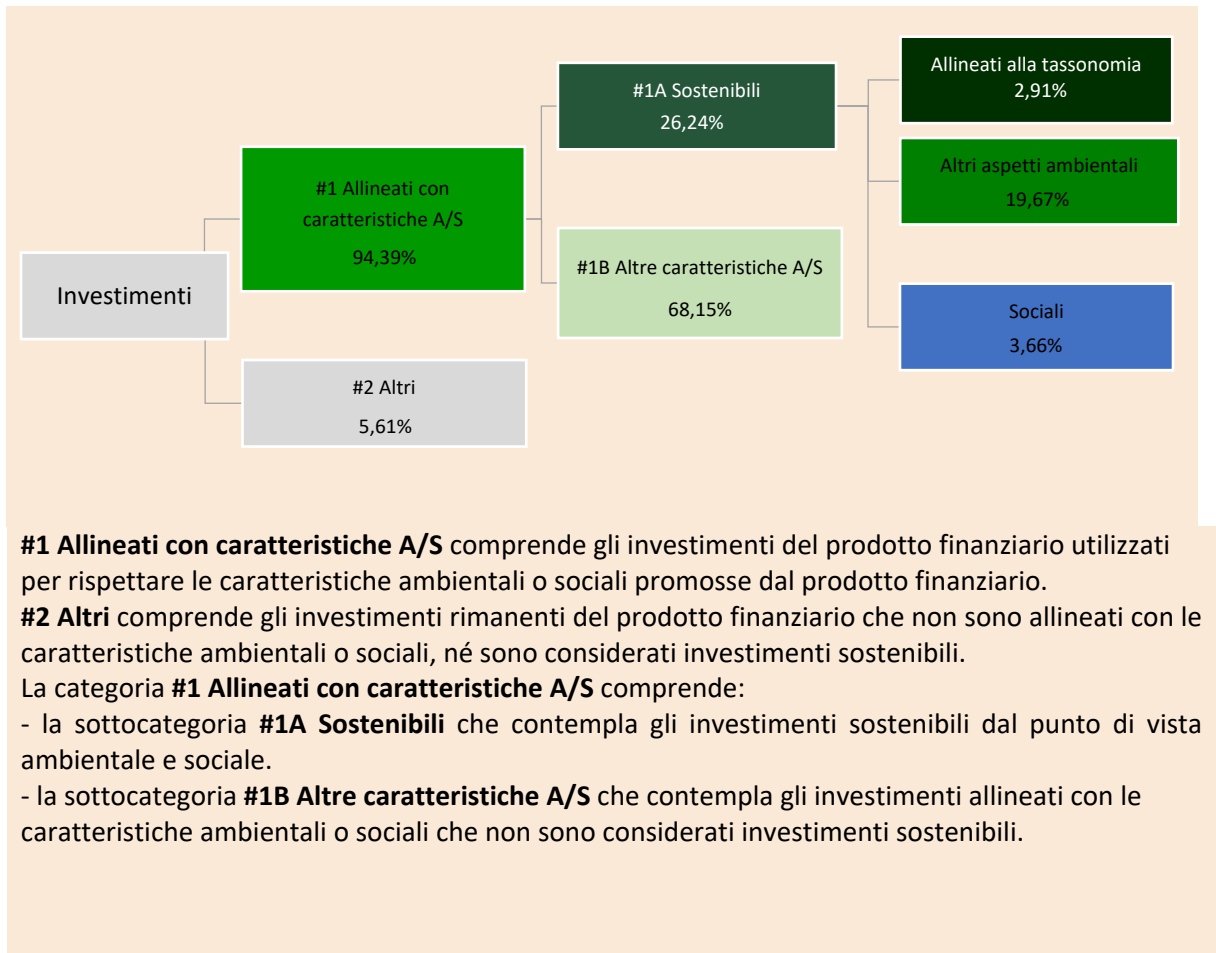 Investimenti
#1 Allineati con
caratteristiche A/S
94,39%
#2 Altri
5,61%
#1A Sostenibili
26,24%
#1B Altre caratteristiche A/S
68,15%
Allineati alla tassonomia
2,91%
Altri aspetti ambientali
19,67%
Sociali
3,66%
#1 Allineati con caratteristiche A/S comprende gli investimenti del prodotto finanziario utilizzati
per rispettare le caratteristiche ambientali o sociali promosse dal prodotto finanziario.
#2 Altri comprende gli investimenti rimanenti del prodotto finanziario che non sono allineati con le
caratteristiche ambientali o sociali, né sono considerati investimenti sostenibili.
La categoria #1 Allineati con caratteristiche A/S comprende:
- la sottocategoria #1A Sostenibili che contempla gli investimenti sostenibili dal punto di vista
ambientale e sociale.
- la sottocategoria #1B Altre caratteristiche A/S che contempla gli investimenti allineati con le
caratteristiche ambientali o sociali che non sono considerati investimenti sostenibili.